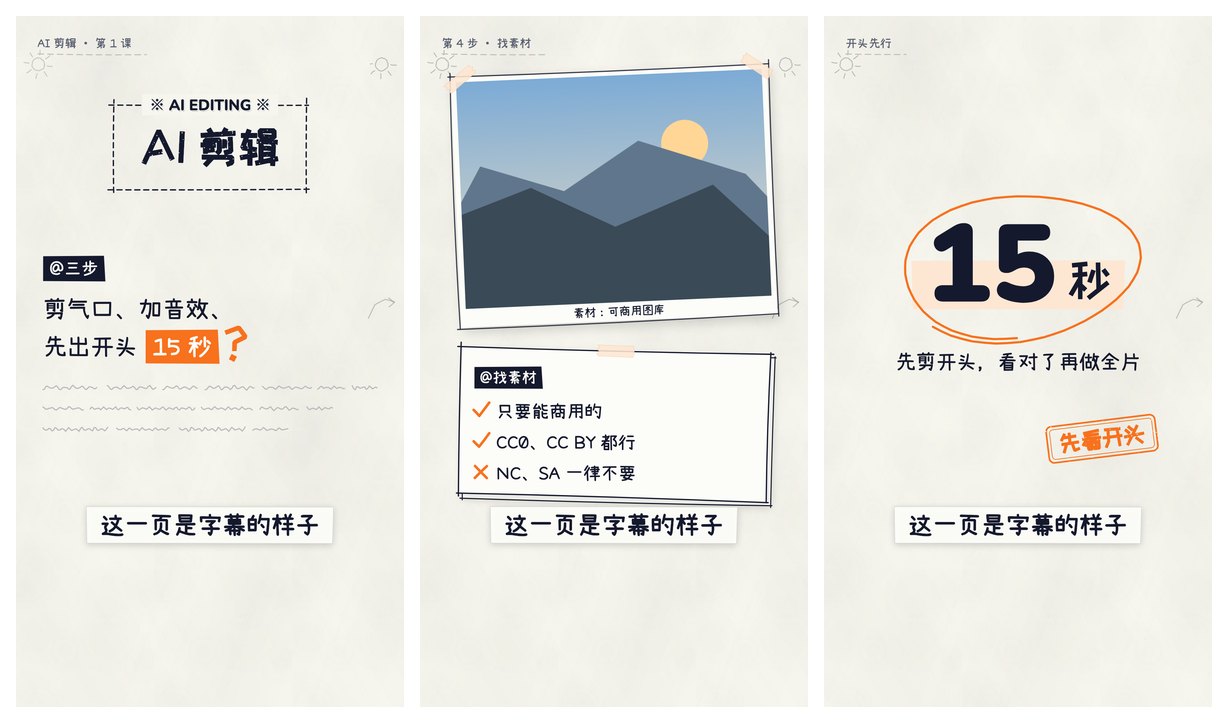 AI 剪辑 · 第 1 课
※ AI EDITING ※
AI 剪辑
@三步
剪气口、加音效、
先出开头 15 秒 ?
这一页是字幕的样子
第 4 步 · 找素材
素材：可商用图库
@找素材
只要能商用的
CC0、CC BY 都行
NC、SA 一律不要
这一页是字幕的样子
开头先行
15 秒
先剪开头，看对了再做全片
先看开头
这一页是字幕的样子